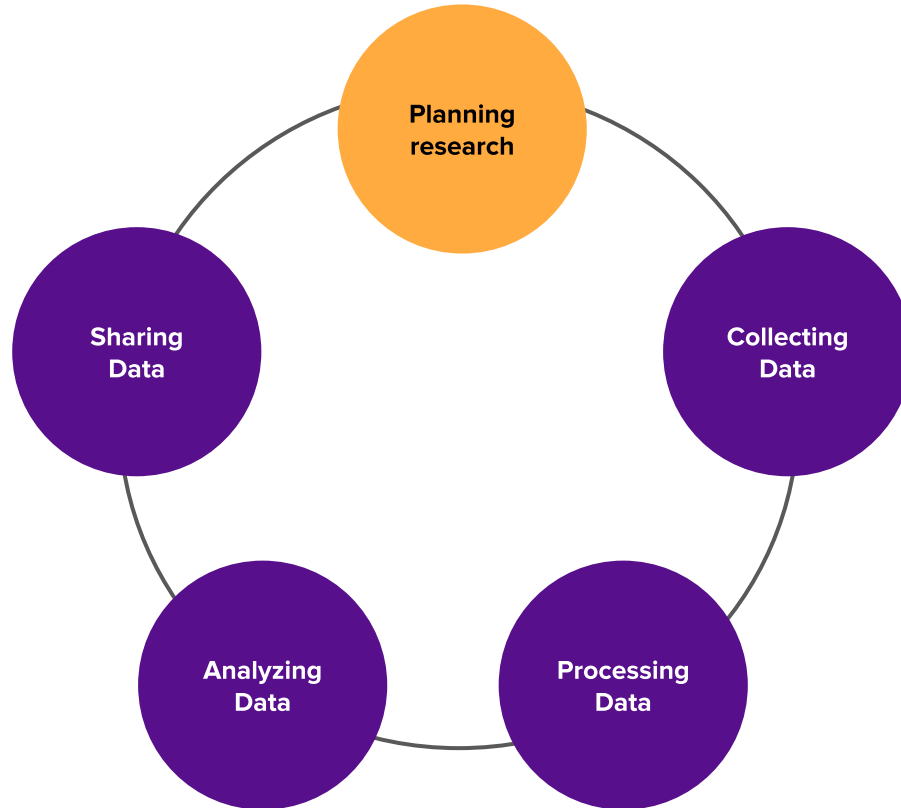 Planning
research
Collecting
Data
Processing
Data
Analyzing
Data
Sharing
Data